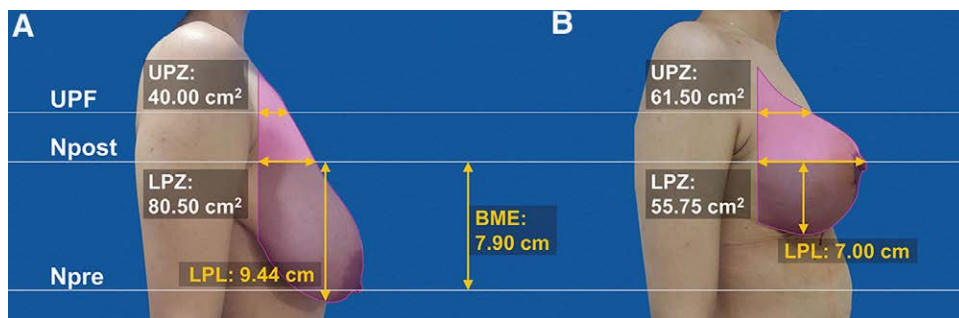 A
B
UPZ:
40.00 cm²
UPZ:
61.50 cm²
UPF
Npost
LPZ:
80.50 cm²
LPZ:
55.75 cm²
BME:
7.90 cm
LPL: 9.44 cm
LPL: 7.00 cm
Npre